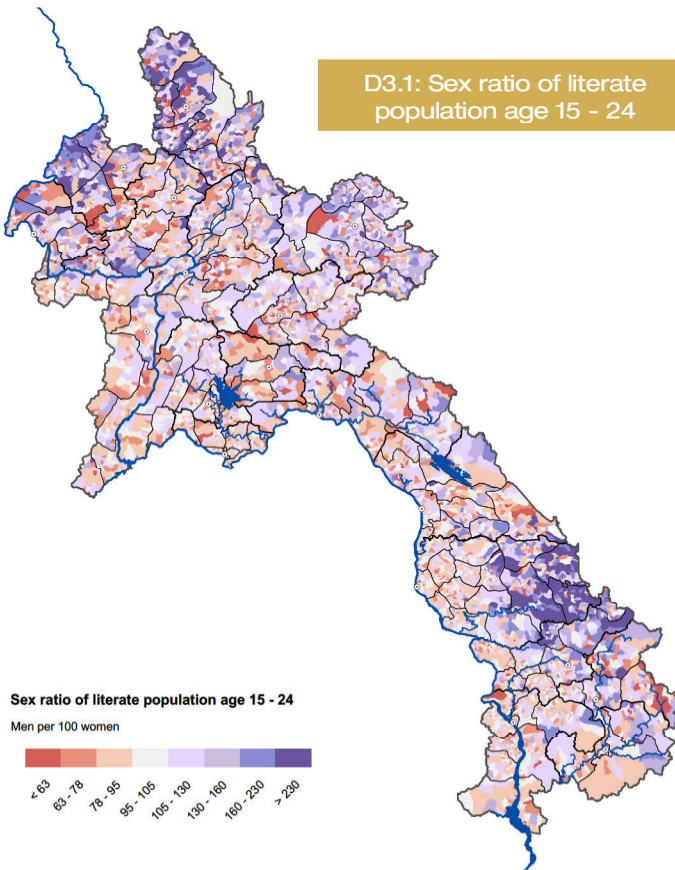 D3.1: Sex ratio of literate
population age 15 - 24
Sex ratio of literate population age 15 - 24
Men per 100 women
< 63
63 - 78
78 - 95
95 - 105
105 - 130
130 - 160
160 - 230
> 230